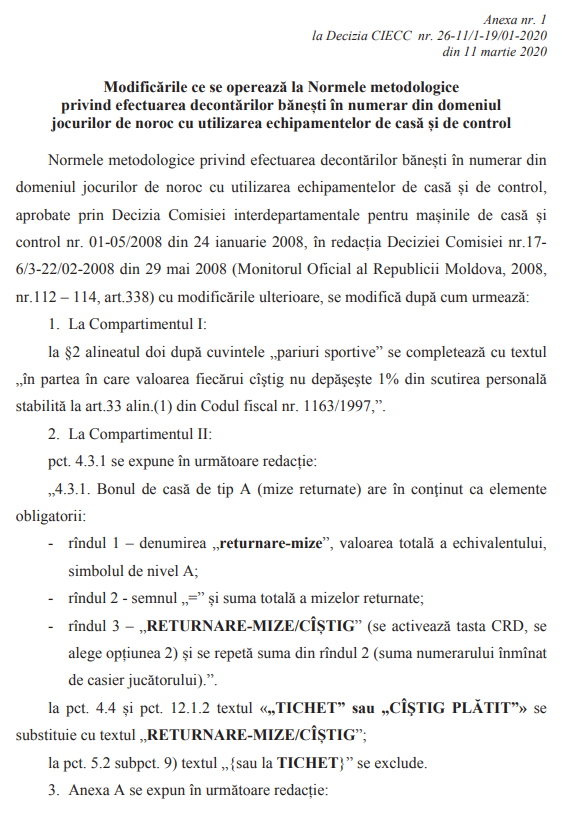 Anexa nr. 1
la Decizia CIECC nr. 26-11/1-19/01-2020
din 11 martie 2020
Modificările ce se operează la Normele metodologice
privind efectuarea decontărilor bănești în numerar din domeniul
jocurilor de noroc cu utilizarea echipamentelor de casă și de control
Normele metodologice privind efectuarea decontărilor bănești în numerar din
domeniul jocurilor de noroc cu utilizarea echipamentelor de casă și de control,
aprobate prin Decizia Comisiei interdepartamentale pentru mașinile de casă și
control nr. 01-05/2008 din 24 ianuarie 2008, în redacția Deciziei Comisiei nr.17-
6/3-22/02-2008 din 29 mai 2008 (Monitorul Oficial al Republicii Moldova, 2008,
nr.112 – 114, art.338) cu modificările ulterioare, se modifică după cum urmează:
1. La Compartimentul I:
la §2 alineatul doi după cuvintele „pariuri sportive” se completează cu textul
„în partea în care valoarea fiecărui cîștig nu depășește 1% din scutirea personală
stabilită la art.33 alin.(1) din Codul fiscal nr. 1163/1997,”.
2. La Compartimentul II:
pct. 4.3.1 se expune în următoare redacție:
„4.3.1. Bonul de casă de tip A (mize returnate) are în conţinut ca elemente
obligatorii:
- rîndul 1 – denumirea „returnare-mize”, valoarea totală a echivalentului,
simbolul de nivel A;
- rîndul 2 - semnul „=” și suma totală a mizelor returnate;
- rîndul 3 – „RETURNARE-MIZE/CÎȘTIG” (se activează tasta CRD, se
alege opțiunea 2) și se repetă suma din rîndul 2 (suma numerarului înmînat
de casier jucătorului).”.
la pct. 4.4 și pct. 12.1.2 textul «„TICHET” sau „CÎȘTIG PLĂTIT”» se
substituie cu textul „RETURNARE-MIZE/CÎȘTIG”;
la pct. 5.2 subpct. 9) textul „{sau la TICHET}” se exclude.
3. Anexa A se expun în următoare redacție: